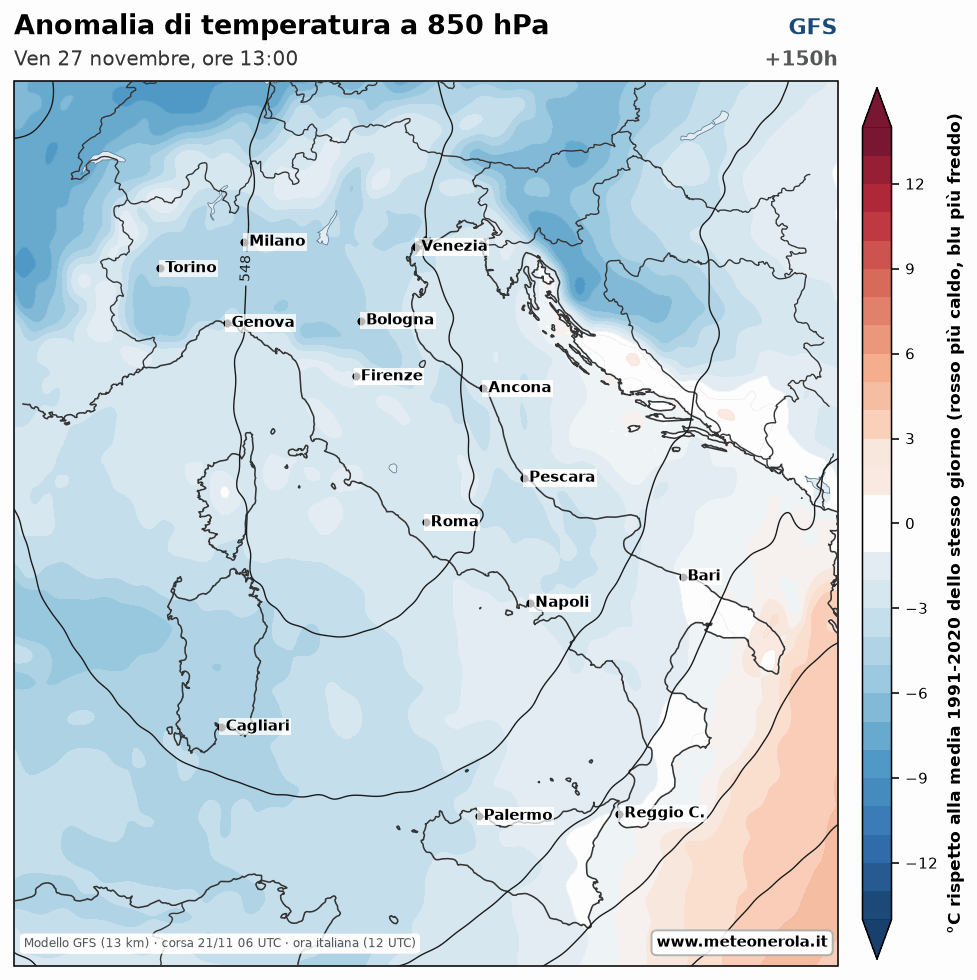 Anomalia di temperatura a 850 hPa
GFS
Ven 27 novembre, ore 13:00
+150h
Milano
Venezia
Torino
548
Genova
Bologna
Firenze
Ancona
Pescara
Roma
Bari
Napoli
Cagliari
Palermo
Reggio C.
12
9
6
3
0
−3
−6
−9
−12
°C rispetto alla media 1991-2020 dello stesso giorno (rosso più caldo, blu più freddo)
Modello GFS (13 km) · corsa 21/11 06 UTC · ora italiana (12 UTC)
www.meteonerola.it